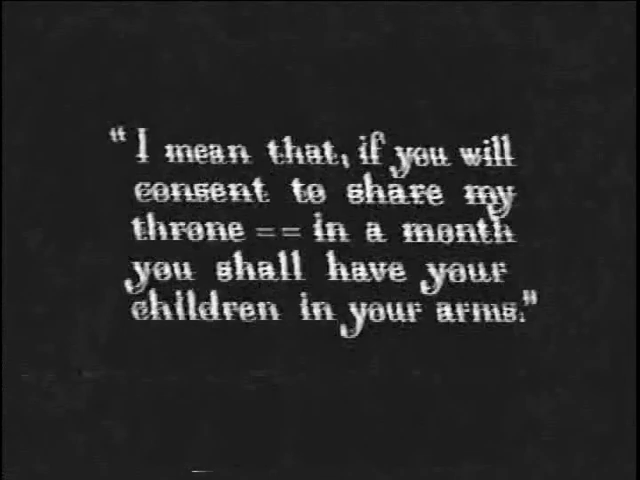 "I mean that, if you will
consent to share my
throne == in a month
you shall have your
children in your arms."